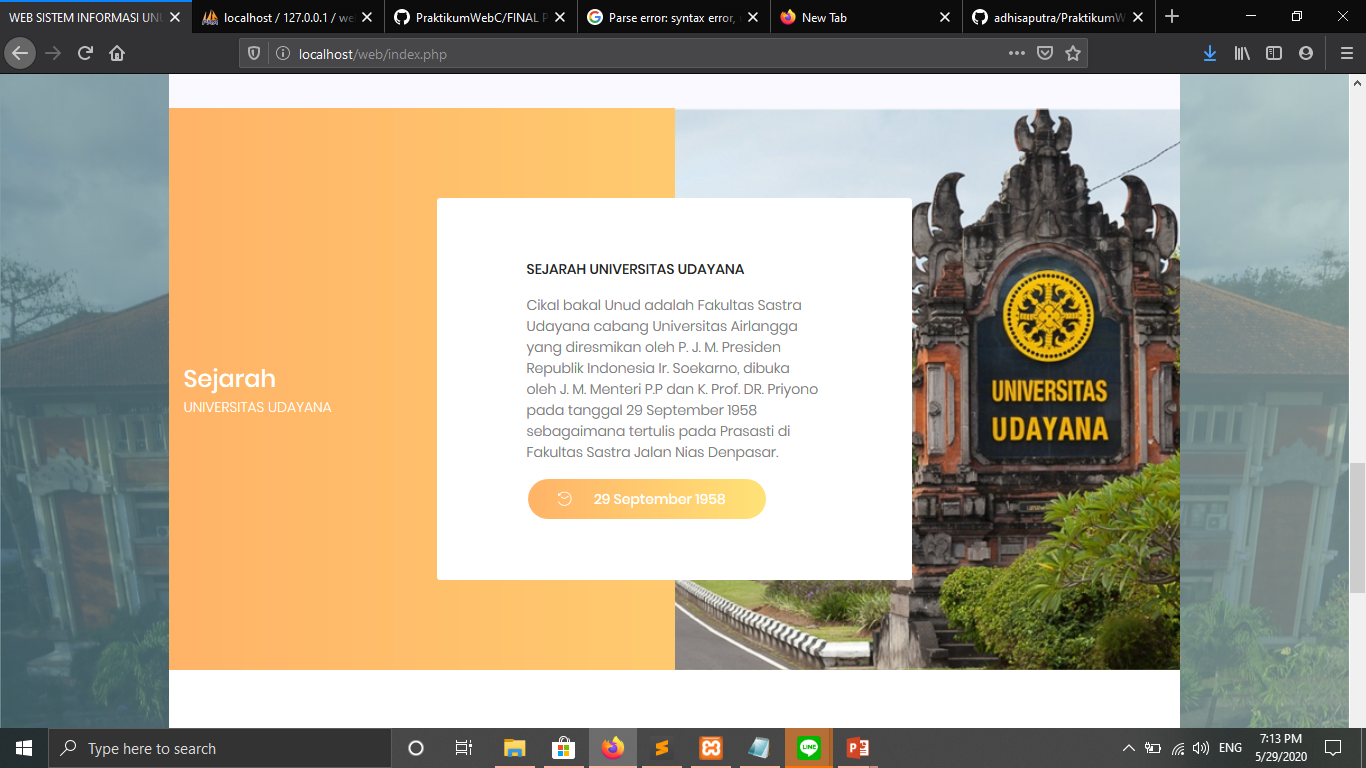 WEB SISTEM INFORMASI UNU
localhost / 127.0.0.1 / we
PraktikumWebC/FINAL P
Parse error: syntax error,
New Tab
adhisaputra/PraktikumW
localhost/web/index.php
Sejarah
UNIVERSITAS UDAYANA
SEJARAH UNIVERSITAS UDAYANA
Cikal bakal Unud adalah Fakultas Sastra
Udayana cabang Universitas Airlangga
yang diresmikan oleh P. J. M. Presiden
Republik Indonesia Ir. Soekarno, dibuka
oleh J. M. Menteri P.P dan K. Prof. DR. Priyono
pada tanggal 29 September 1958
sebagaimana tertulis pada Prasasti di
Fakultas Sastra Jalan Nias Denpasar.
29 September 1958
UNIVERSITAS
UDAYANA
Type here to search
LINE
ENG
7:13 PM
5/29/2020